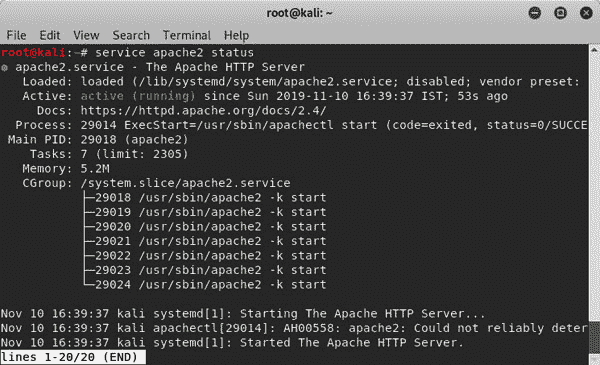 root@kali: ~
File Edit View Search Terminal Help
root@kali:~# service apache2 status
● apache2.service - The Apache HTTP Server
   Loaded: loaded (/lib/systemd/system/apache2.service; disabled; vendor preset:
   Active: active (running) since Sun 2019-11-10 16:39:37 IST; 53s ago
     Docs: https://httpd.apache.org/docs/2.4/
  Process: 29014 ExecStart=/usr/sbin/apachectl start (code=exited, status=0/SUCCE
 Main PID: 29018 (apache2)
    Tasks: 7 (limit: 2305)
   Memory: 5.2M
   CGroup: /system.slice/apache2.service
           ├─29018 /usr/sbin/apache2 -k start
           ├─29019 /usr/sbin/apache2 -k start
           ├─29020 /usr/sbin/apache2 -k start
           ├─29021 /usr/sbin/apache2 -k start
           ├─29022 /usr/sbin/apache2 -k start
           ├─29023 /usr/sbin/apache2 -k start
           └─29024 /usr/sbin/apache2 -k start
Nov 10 16:39:37 kali systemd[1]: Starting The Apache HTTP Server...
Nov 10 16:39:37 kali apachectl[29014]: AH00558: apache2: Could not reliably deter
Nov 10 16:39:37 kali systemd[1]: Started The Apache HTTP Server.
lines 1-20/20 (END)